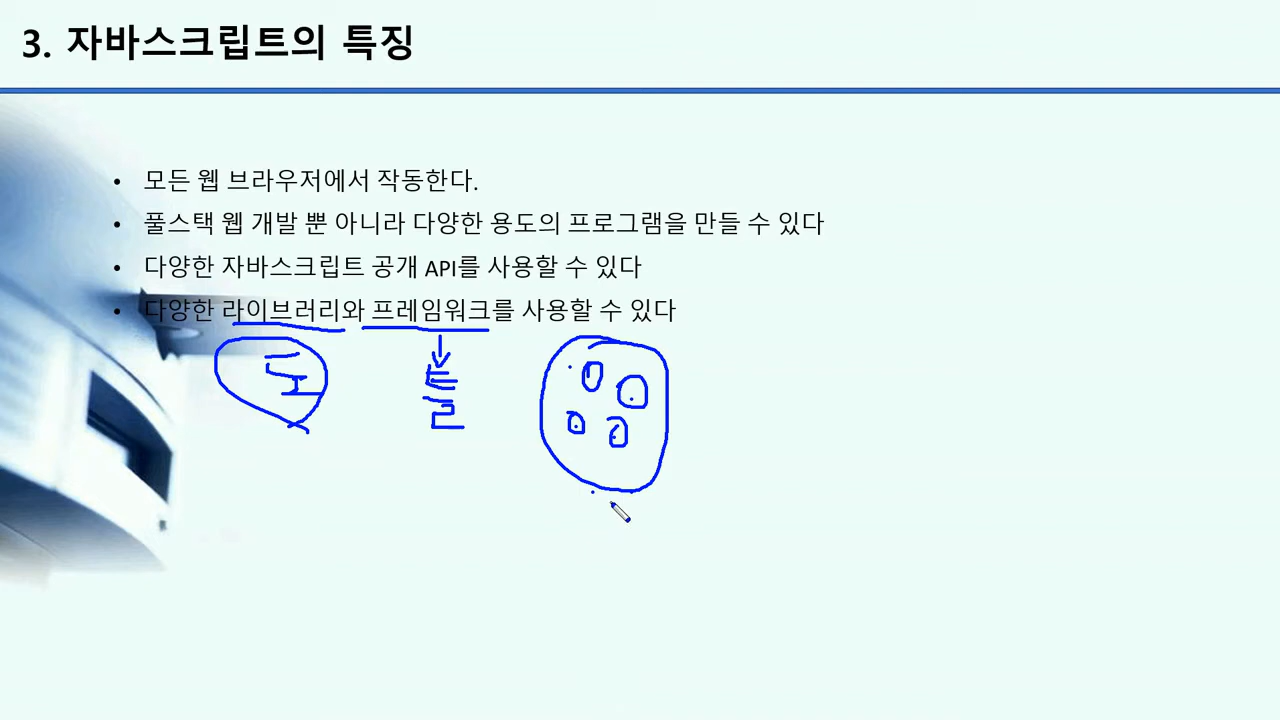 3. 자바스크립트의 특징
• 모든 웹 브라우저에서 작동한다.
• 풀스택 웹 개발 뿐 아니라 다양한 용도의 프로그램을 만들 수 있다
• 다양한 자바스크립트 공개 API를 사용할 수 있다
• 다양한 라이브러리와 프레임워크를 사용할 수 있다
도
틀